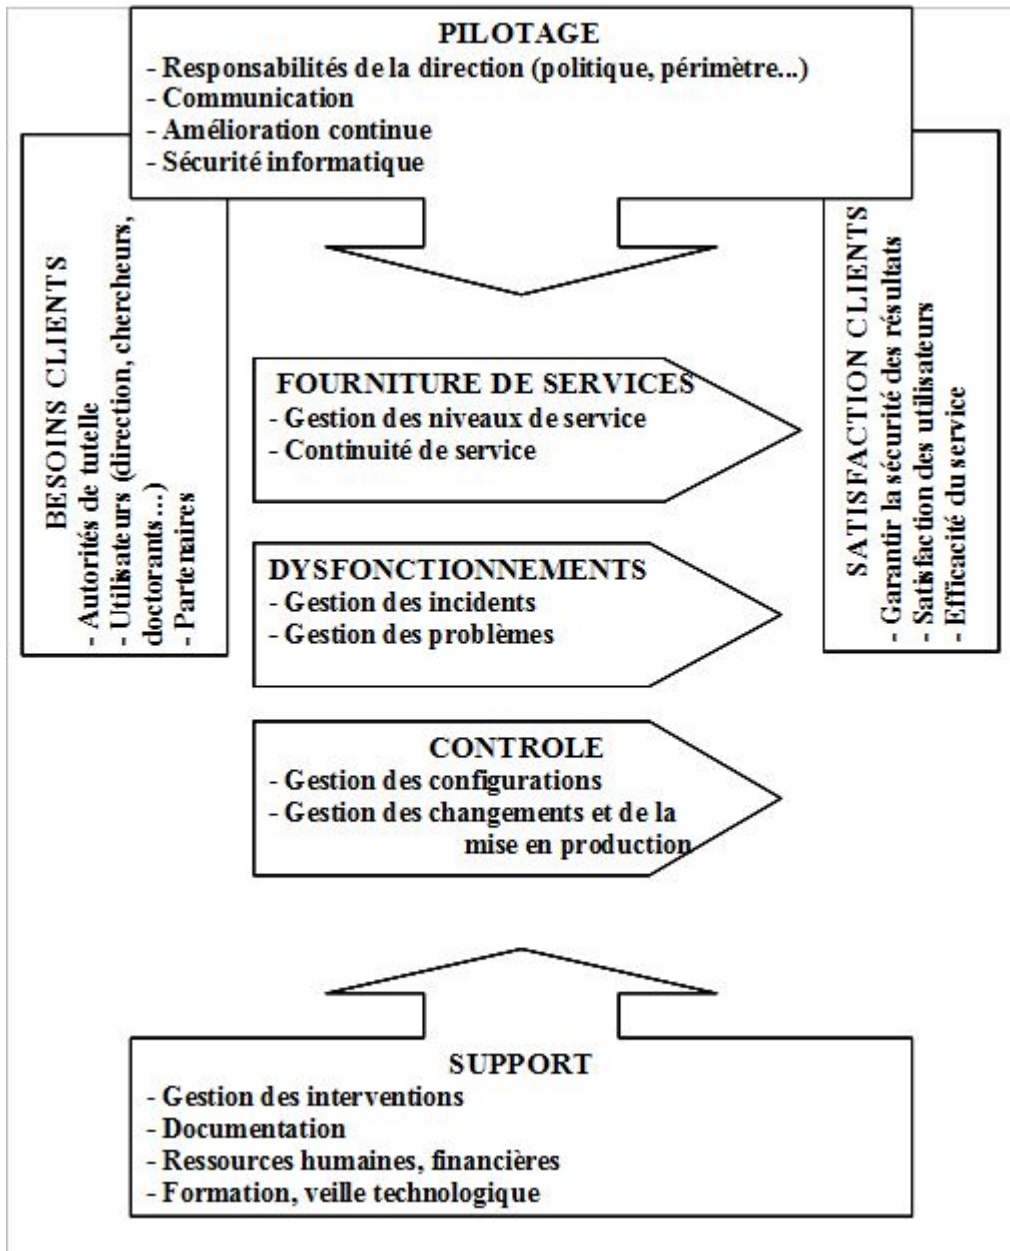 PILOTAGE
- Responsabilités de la direction (politique, périmètre...)
- Communication
- Amélioration continue
- Sécurité informatique
BESOINS CLIENTS
- Autorités de tutelle
- Utilisateurs (direction, chercheurs,
doctorants...)
- Partenaires
FOURNITURE DE SERVICES
- Gestion des niveaux de service
- Continuité de service
DYSFONCTIONNEMENTS
- Gestion des incidents
- Gestion des problèmes
CONTROLE
- Gestion des configurations
- Gestion des changements et de la
mise en production
SATISFACTION CLIENTS
- Garantir la sécurité des résultats
- Satisfaction des utilisateurs
- Efficacité du service
SUPPORT
- Gestion des interventions
- Documentation
- Ressources humaines, financières
- Formation, veille technologique